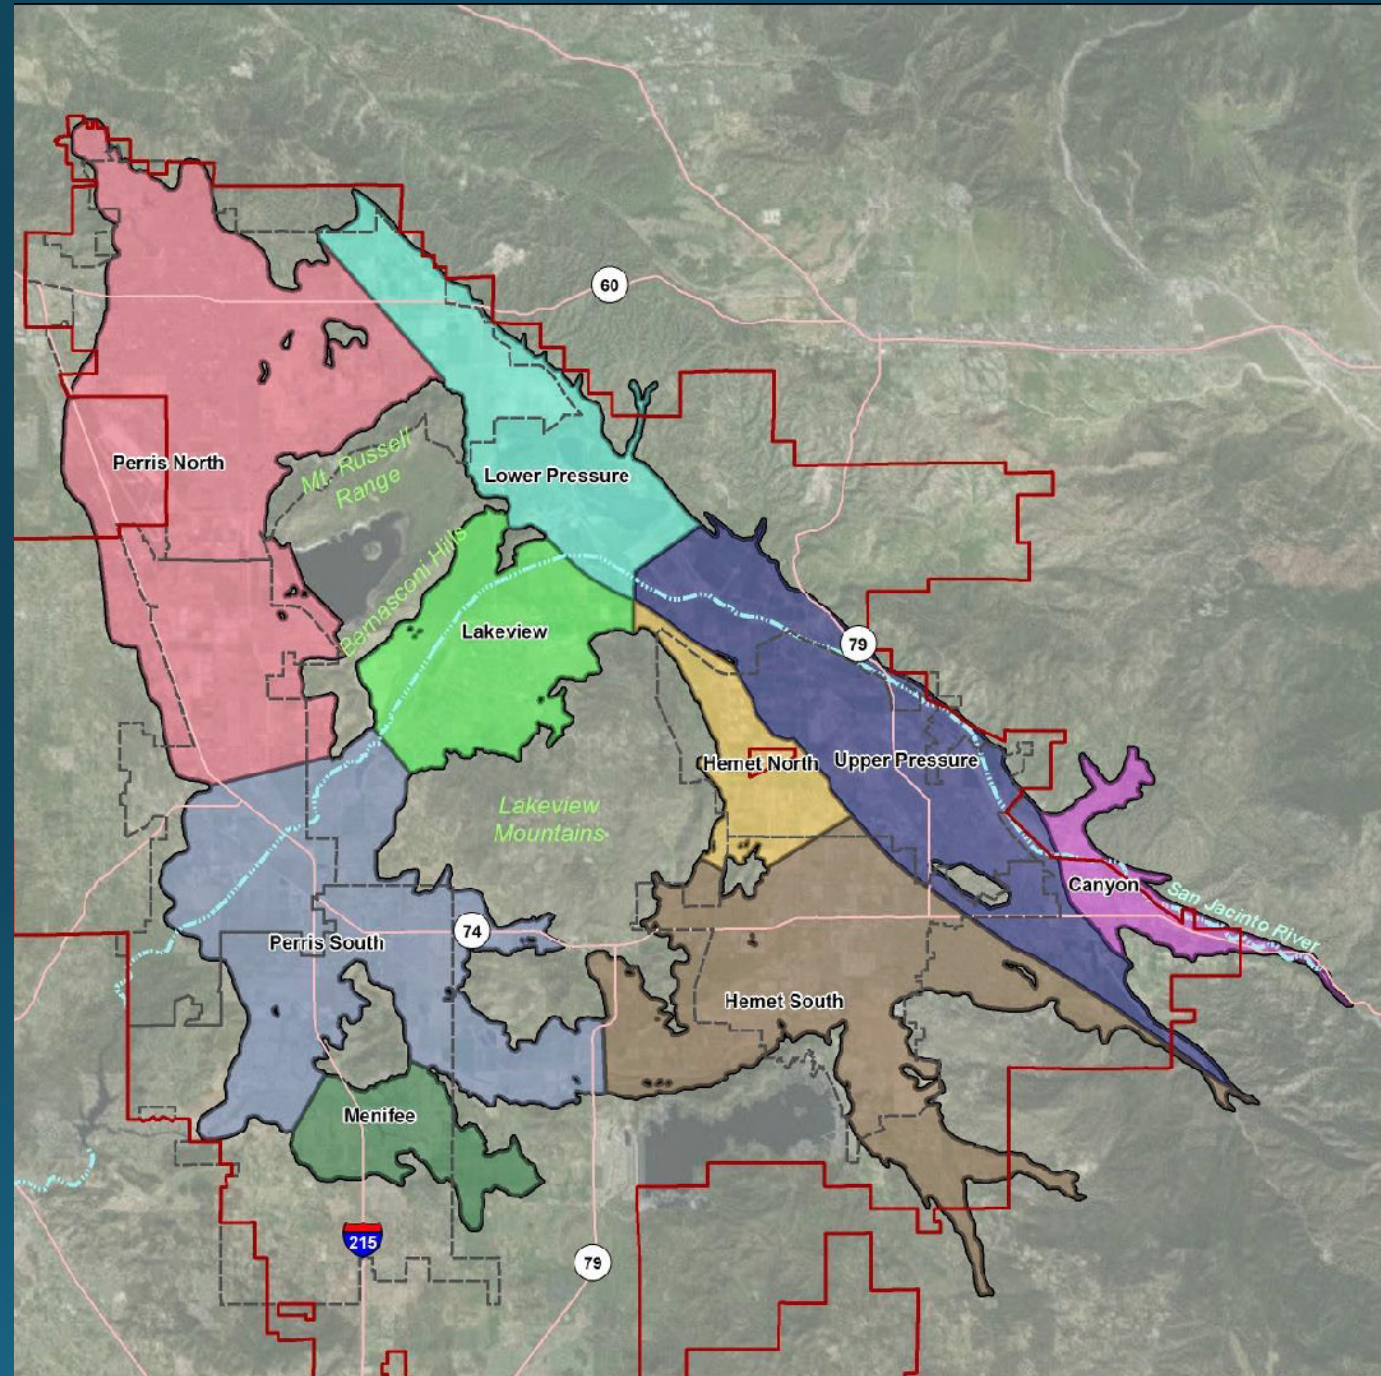 60
Perris North
Mt. Russell
Range
Lower Pressure
Bernasconi Hills
Lakeview
79
Hemet North
Upper Pressure
Lakeview
Mountains
Canyon
San Jacinto River
74
Perris South
Hemet South
Menifee
215
79